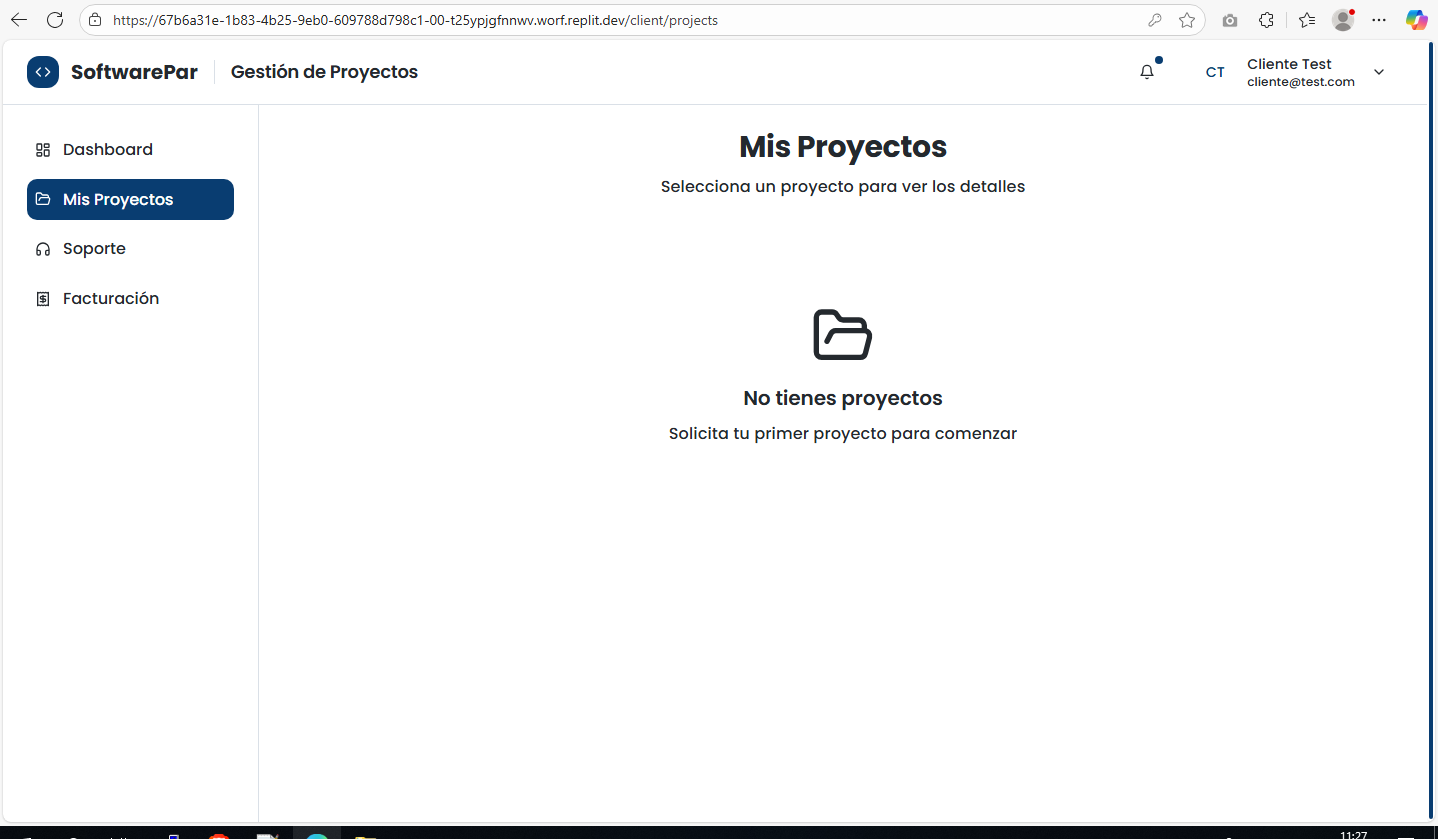 https://67b6a31e-1b83-4b25-9eb0-609788d798c1-00-t25ypjgfnnwv.worf.replit.dev/client/projects
SoftwarePar
Gestión de Proyectos
CT
Cliente Test
cliente@test.com
Dashboard
Mis Proyectos
Soporte
Facturación
Mis Proyectos
Selecciona un proyecto para ver los detalles
No tienes proyectos
Solicita tu primer proyecto para comenzar
11:27